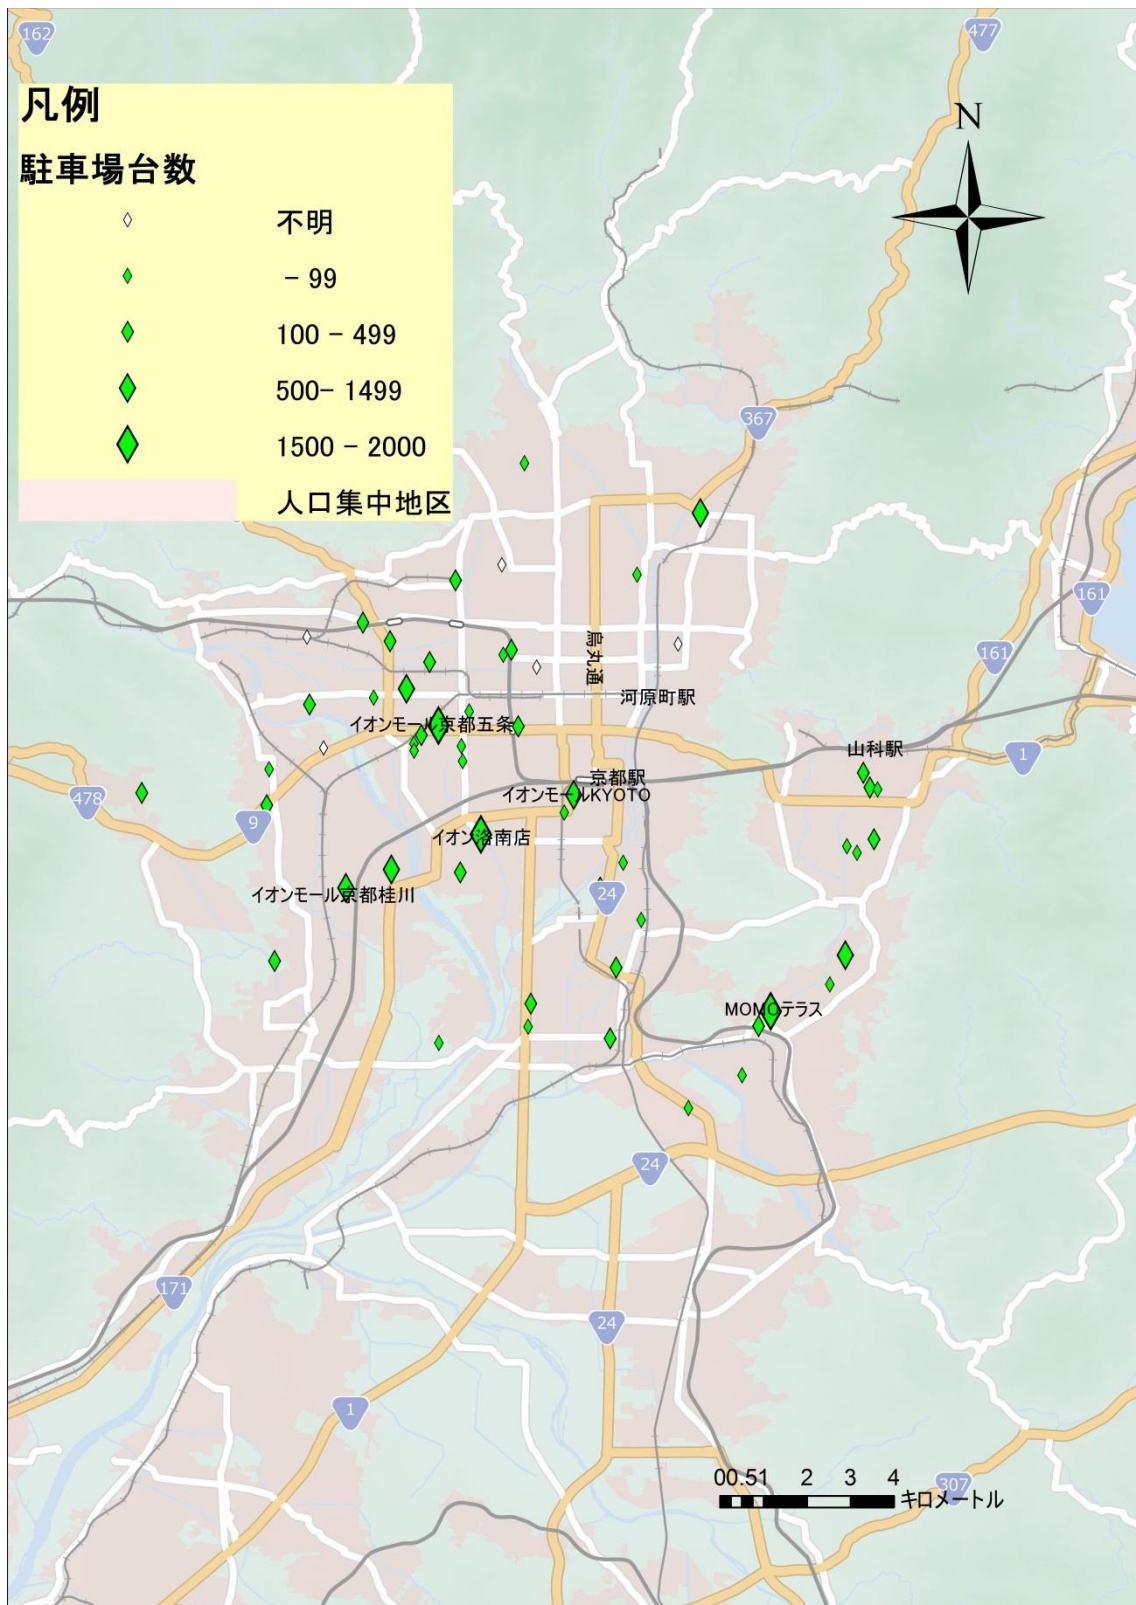 162
477
凡例
駐車場台数
不明
- 99
100 - 499
500- 1499
1500 - 2000
人口集中地区
N
367
161
烏丸通
161
河原町駅
イオンモール京都五条
山科駅
1
京都駅
イオンモールKYOTO
478
9
イオン洛南店
イオンモール京都桂川
24
MOMOテラス
24
171
24
1
00.51 2 3 4
キロメートル
307